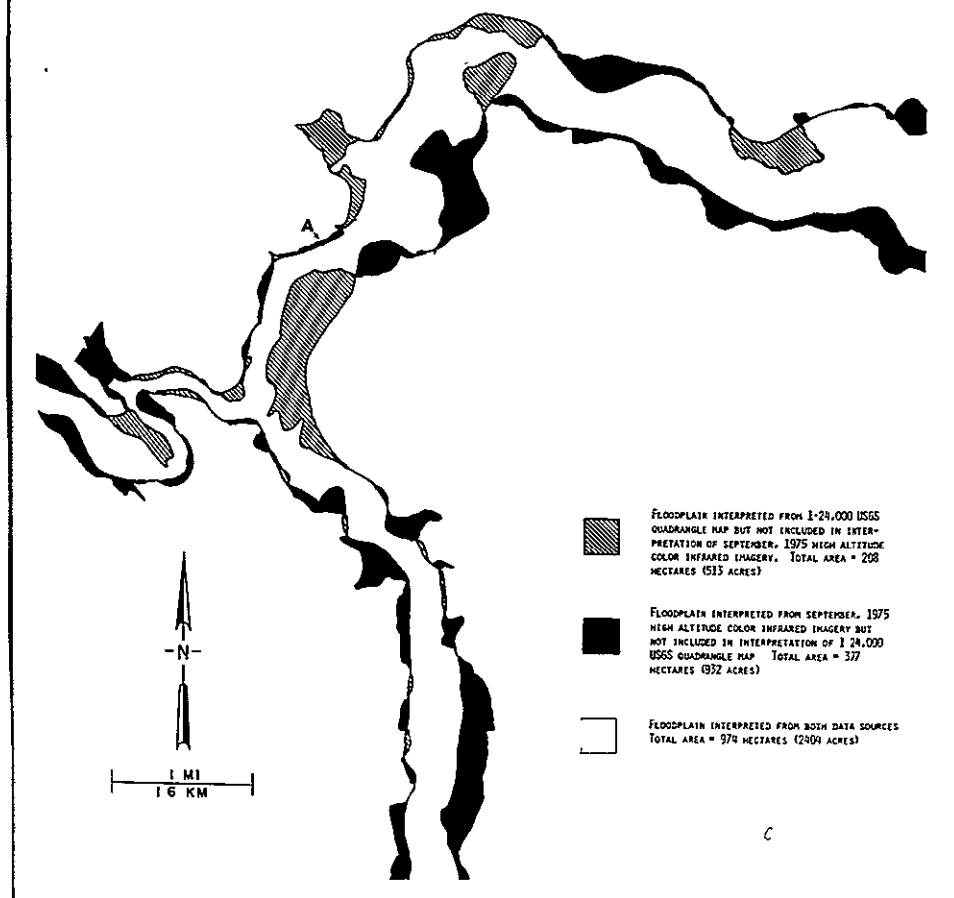 A
FLOODPLAIN INTERPRETED FROM 1-24,000 USGS
QUADRANGLE MAP BUT NOT INCLUDED IN INTER-
PRETATION OF SEPTEMBER, 1975 HIGH ALTITUDE
COLOR INFRARED IMAGERY. TOTAL AREA = 208
HECTARES (513 ACRES)
FLOODPLAIN INTERPRETED FROM SEPTEMBER, 1975
HIGH ALTITUDE COLOR INFRARED IMAGERY BUT
NOT INCLUDED IN INTERPRETATION OF 1 24,000
USGS QUADRANGLE MAP TOTAL AREA = 377
HECTARES (932 ACRES)
-N-
FLOODPLAIN INTERPRETED FROM BOTH DATA SOURCES
TOTAL AREA = 974 HECTARES (2404 ACRES)
1 MI
1 6 KM
C